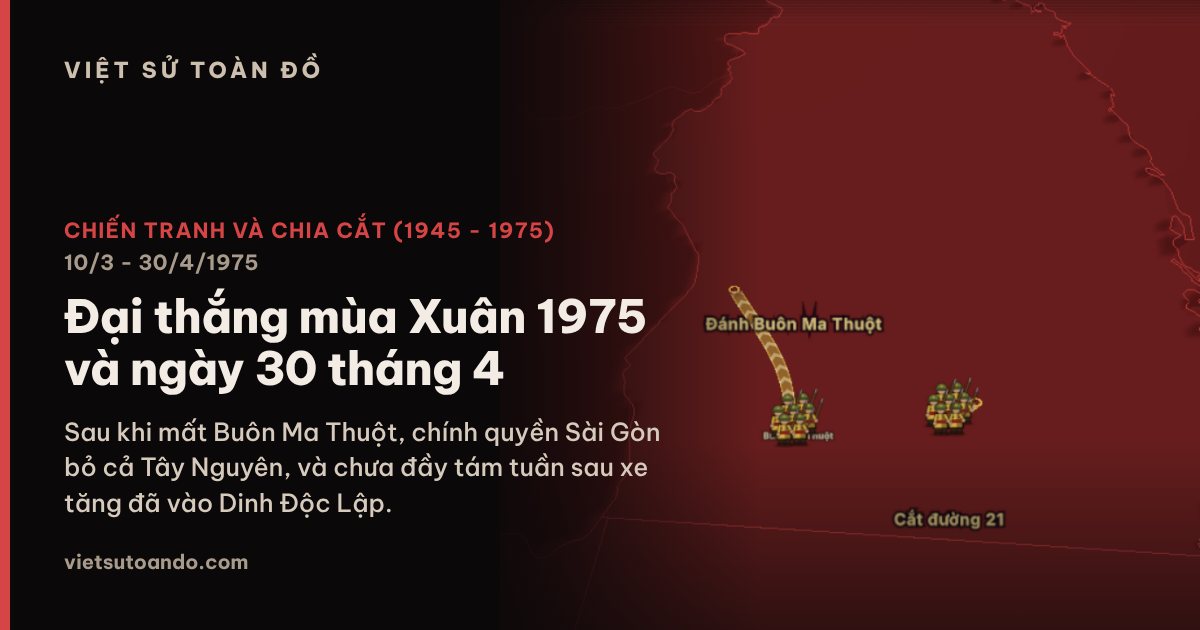 VIỆT SỬ TOÀN ĐỒ
CHIẾN TRANH VÀ CHIA CẮT (1945 - 1975)
10/3 - 30/4/1975
Đại thắng mùa Xuân 1975
và ngày 30 tháng 4
Sau khi mất Buôn Ma Thuột, chính quyền Sài Gòn
bỏ cả Tây Nguyên, và chưa đầy tám tuần sau xe
tăng đã vào Dinh Độc Lập.
vietsutoando.com
Đánh Buôn Ma Thuột
Cắt đường 21